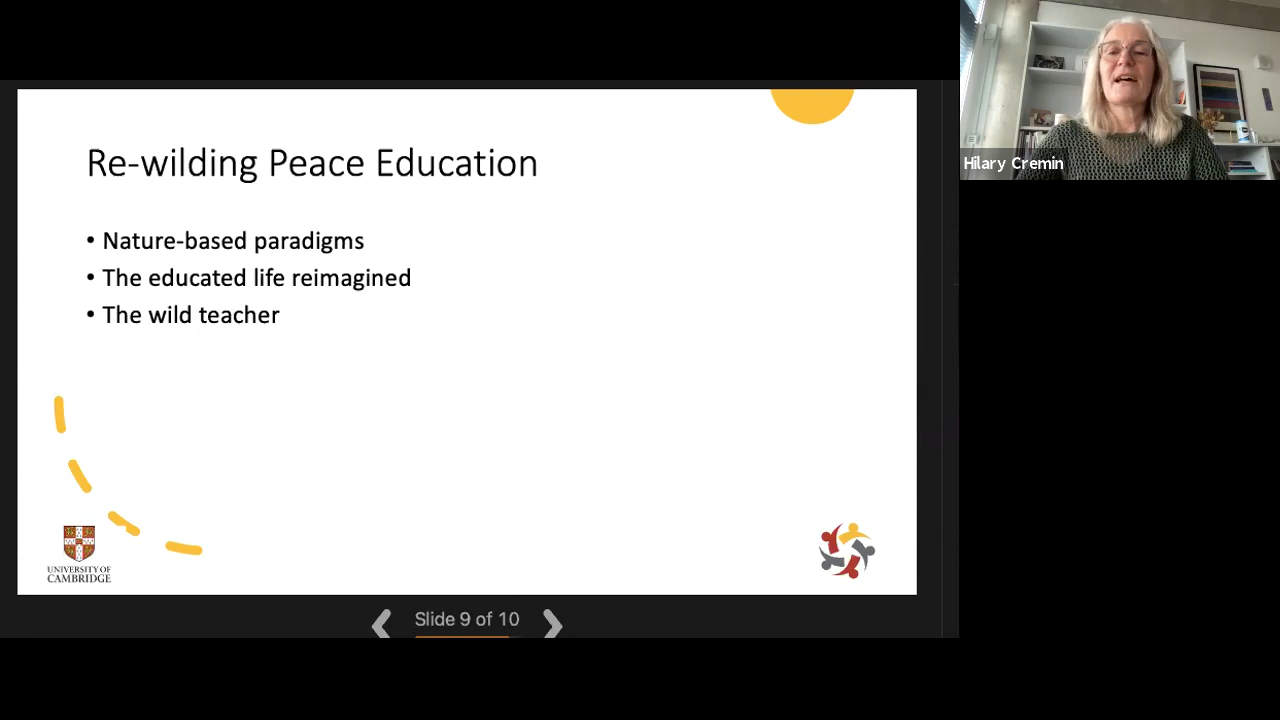 Re-wilding Peace Education
• Nature-based paradigms
• The educated life reimagined
• The wild teacher
UNIVERSITY OF
CAMBRIDGE
Slide 9 of 10
Hilary Cremin